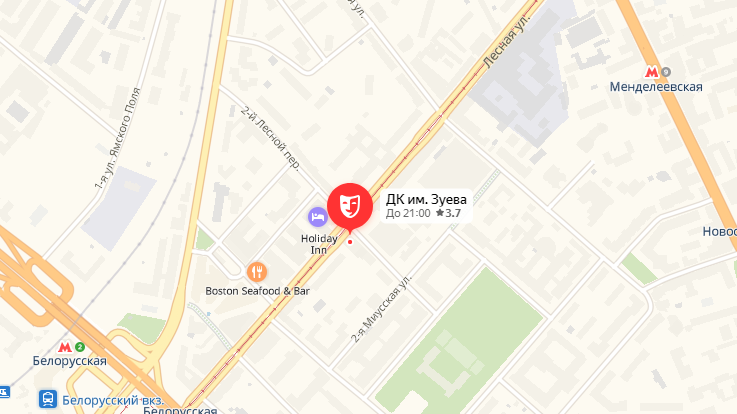 ул.
Лесная ул.
9
Менделеевская
1-я ул. Ямского Поля
2-й Лесной пер.
ДК им. Зуева
До 21:00 ★3.7
Holiday
Inn
Boston Seafood & Bar
2-я Миусская ул.
2
Белорусская
Белорусский вкз.
Белорусская